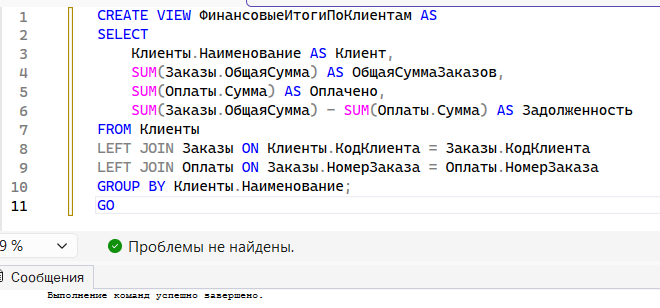 1 CREATE VIEW ФинансовыеИтогиПоКлиентам AS
2 SELECT
3 Клиенты.Наименование AS Клиент,
4 SUM(Заказы.ОбщаяСумма) AS ОбщаяСуммаЗаказов,
5 SUM(Оплаты.Сумма) AS Оплачено,
6 SUM(Заказы.ОбщаяСумма) - SUM(Оплаты.Сумма) AS Задолженность
7 FROM Клиенты
8 LEFT JOIN Заказы ON Клиенты.КодКлиента = Заказы.КодКлиента
9 LEFT JOIN Оплаты ON Заказы.НомерЗаказа = Оплаты.НомерЗаказа
10 GROUP BY Клиенты.Наименование;
11 GO
9 % Проблемы не найдены.
Сообщения
Выполнение команд успешно завершено.